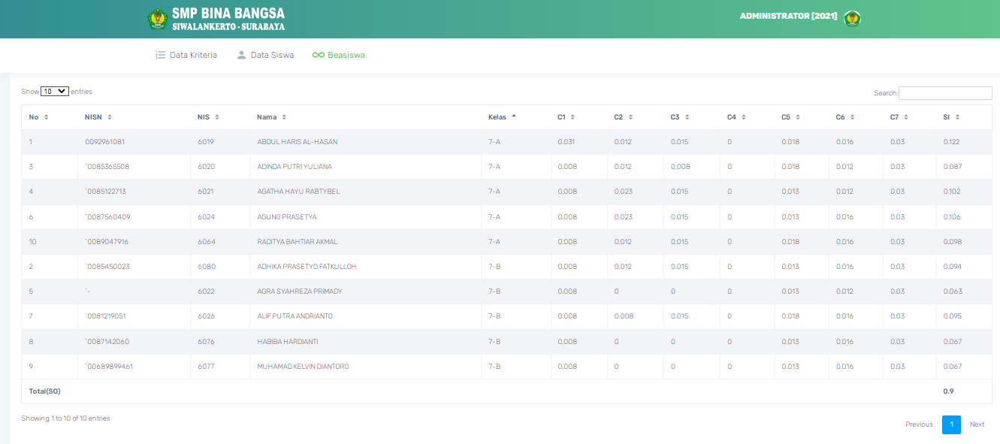 SMP BINA BANGSA
SIWALANKERTO - SURABAYA
ADMINISTRATOR [2021]
Data Kriteria Data Siswa Beasiswa
Show 10 entries Search:
No NISN NIS Nama Kelas C1 C2 C3 C4 C5 C6 C7 SI
1 0092961081 6019 ABDUL HARIS AL-HASAN 7-A 0.031 0.012 0.015 0 0.018 0.016 0.03 0.122
3 `0085365508 6020 ADINDA PUTRI YULIANA 7-A 0.008 0.012 0.008 0 0.018 0.012 0.03 0.087
4 `0085122713 6021 AGATHA HAYU RABTYBEL 7-A 0.008 0.023 0.015 0 0.013 0.012 0.03 0.102
6 `0087560409 6024 AGUNG PRASETYA 7-A 0.008 0.023 0.015 0 0.013 0.016 0.03 0.106
10 `0089047916 6064 RADITYA BAHTIAR AKMAL 7-A 0.008 0.012 0.015 0 0.018 0.016 0.03 0.098
2 `0085450023 6080 ADHIKA PRASETYO FATKULLOH 7-B 0.008 0.012 0.015 0 0.013 0.016 0.03 0.094
5 `- 6022 AGRA SYAHREZA PRIMADY 7-B 0.008 0 0 0 0.013 0.012 0.03 0.063
7 `0081219051 6026 ALIF PUTRA ANDRIANTO 7-B 0.008 0.008 0.015 0 0.018 0.016 0.03 0.095
8 `0087142060 6076 HABIBA HARDIANTI 7-B 0.008 0 0 0 0.013 0.016 0.03 0.067
9 `00689899461 6077 MUHAMAD KELVIN DIANTORO 7-B 0.008 0 0 0 0.013 0.016 0.03 0.067
Total(S0) 0.9
Showing 1 to 10 of 10 entries
Previous 1 Next